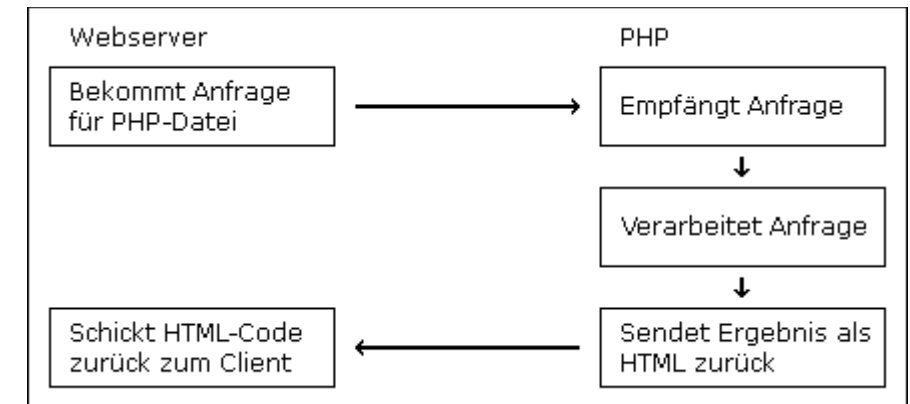 Webserver
PHP
Bekommt Anfrage
für PHP-Datei
Empfängt Anfrage
Verarbeitet Anfrage
Sendet Ergebnis als
HTML zurück
Schickt HTML-Code
zurück zum Client